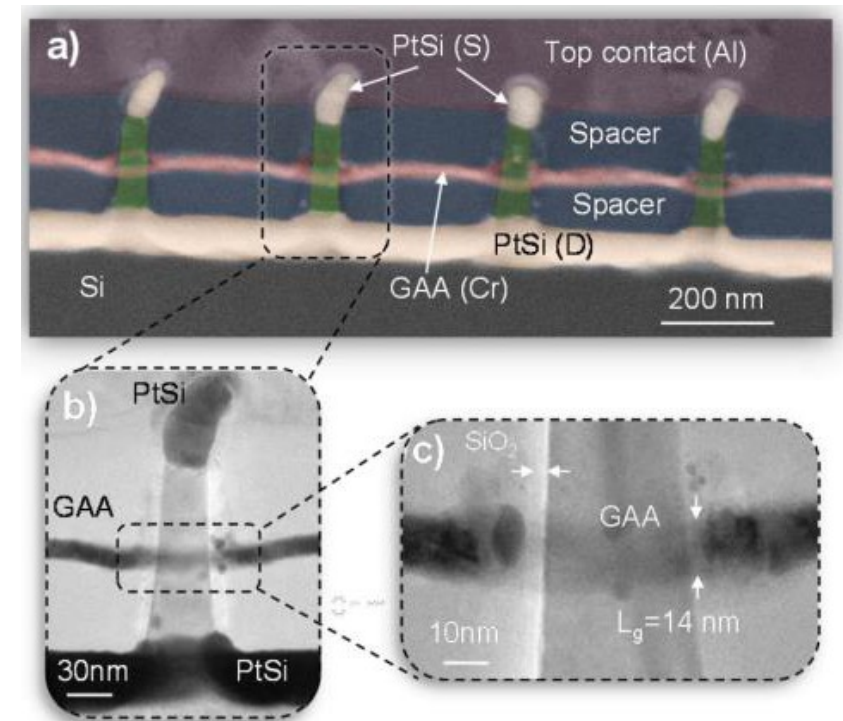 a)
PtSi (S)
Top contact (Al)
Spacer
Spacer
PtSi (D)
GAA (Cr)
Si
200 nm
b)
PtSi
GAA
30nm
PtSi
c)
SiO₂
GAA
L_g=14 nm
10nm